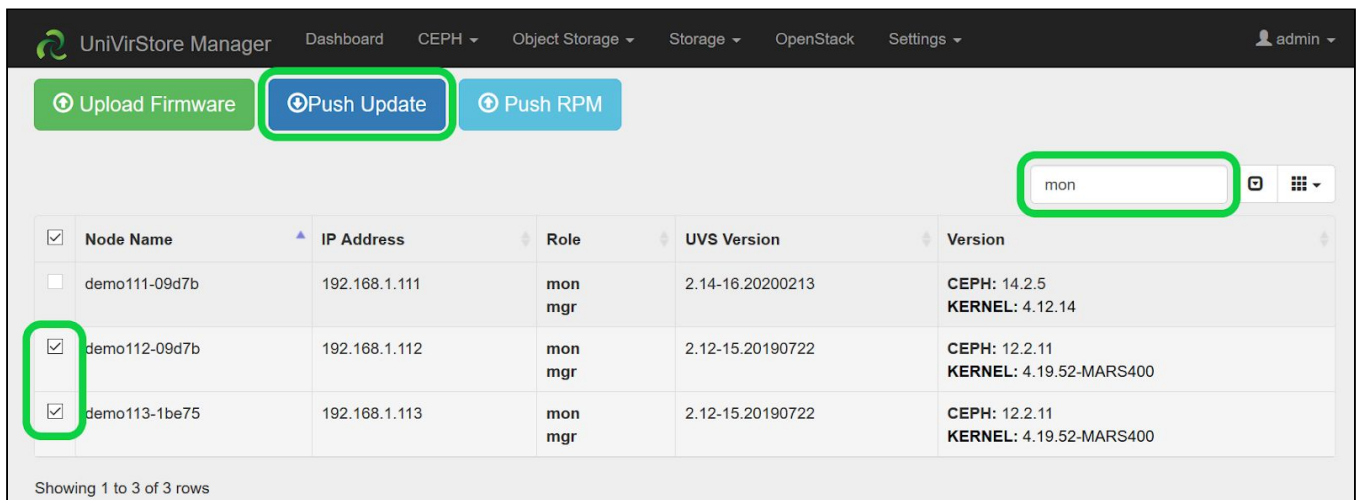 UniVirStore Manager Dashboard CEPH Object Storage Storage OpenStack Settings admin
Upload Firmware Push Update Push RPM
mon
Node Name IP Address Role UVS Version Version
demo111-09d7b 192.168.1.111 mon 2.14-16.20200213 CEPH: 14.2.5
mgr KERNEL: 4.12.14
demo112-09d7b 192.168.1.112 mon 2.12-15.20190722 CEPH: 12.2.11
mgr KERNEL: 4.19.52-MARS400
demo113-1be75 192.168.1.113 mon 2.12-15.20190722 CEPH: 12.2.11
mgr KERNEL: 4.19.52-MARS400
Showing 1 to 3 of 3 rows